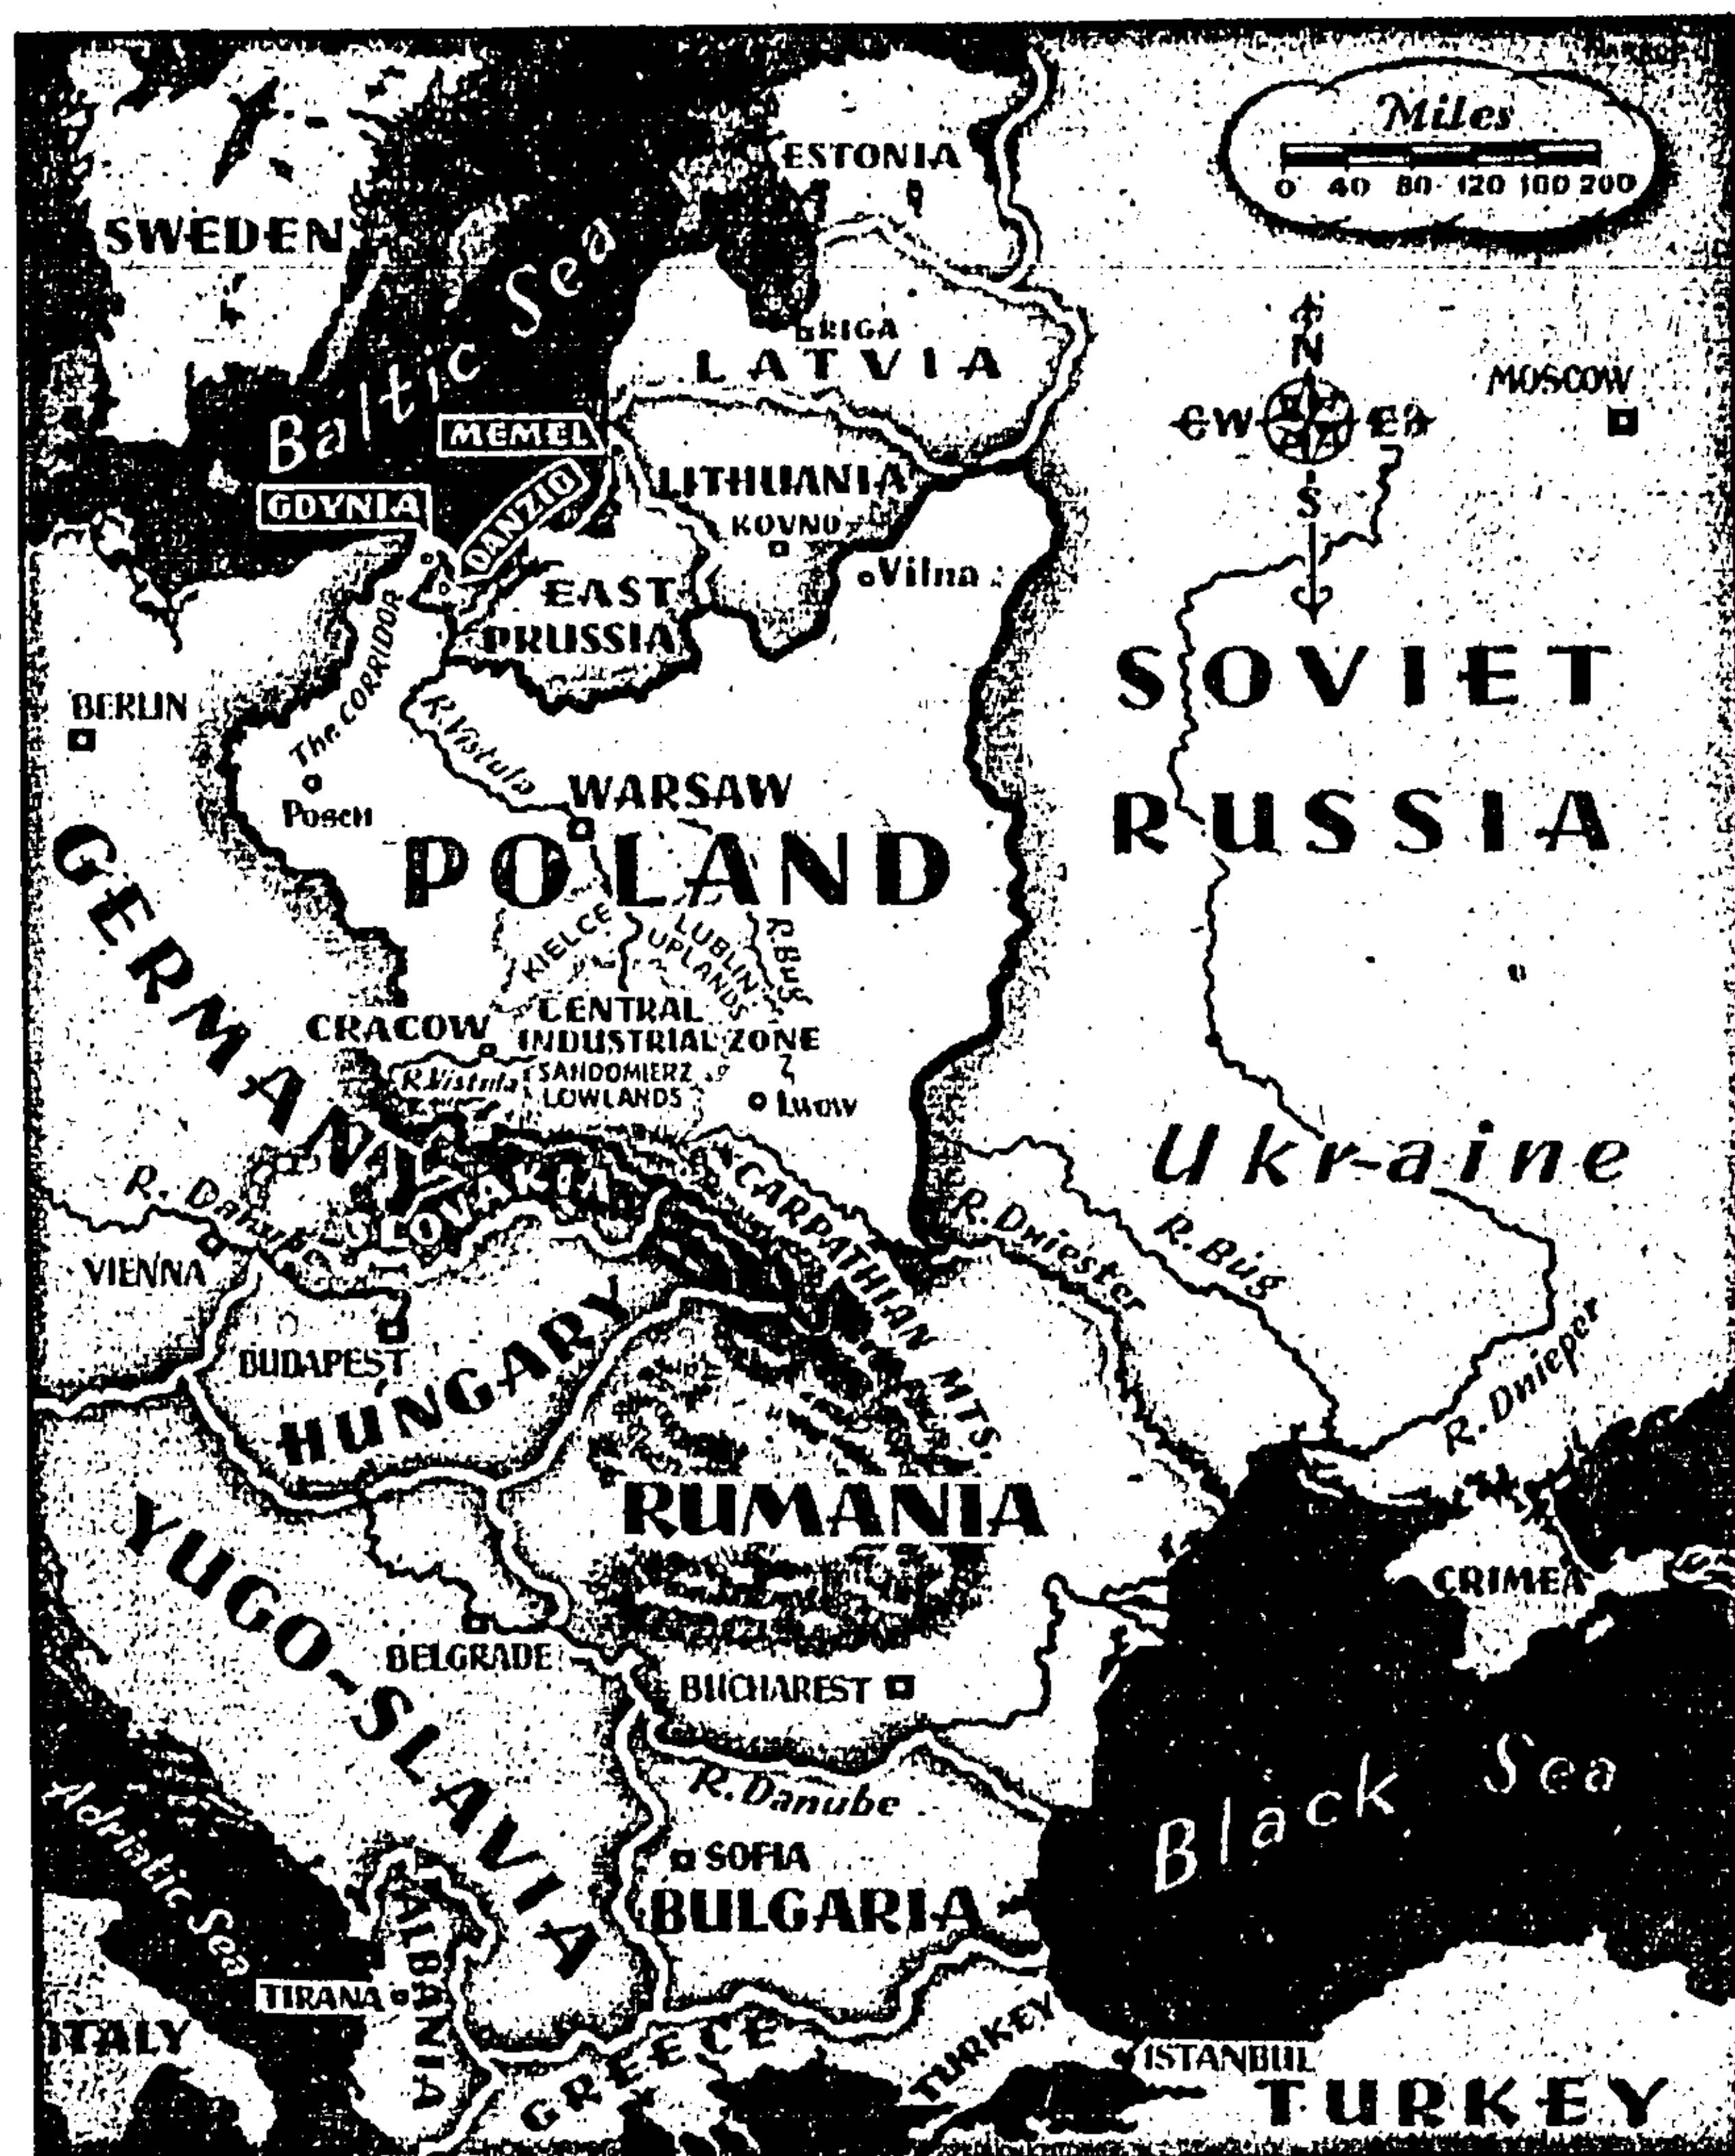 Miles
0 40 80 120 160 200
ESTONIA
SWEDEN
Baltic Sea
RIGA
LATVIA
N
W
E
S
MOSCOW
MEMEL
LITHUANIA
GDYNIA
DANZIG
KOVNO
Vilna
EAST
PRUSSIA
The CORRIDOR
BERLIN
R. Vistula
SOVIET
RUSSIA
Posen
WARSAW
POLAND
GERMANY
KIELCE
LUBLIN
UPLANDS
R. Bug
CRACOW
CENTRAL
INDUSTRIAL ZONE
R. Vistula
SANDOMIERZ
LOWLANDS
Lwow
Ukraine
R. Danube
SLOVAKIA
CARPATHIAN MTS.
R. Dniester
R. Bug
VIENNA
BUDAPEST
HUNGARY
R. Dnieper
RUMANIA
YUGO-SLAVIA
CRIMEA
BELGRADE
BUCHAREST
R. Danube
Black Sea
Adriatic Sea
SOFIA
BULGARIA
ALBANIA
TIRANA
ITALY
GREECE
TURKEY
ISTANBUL
TURKEY